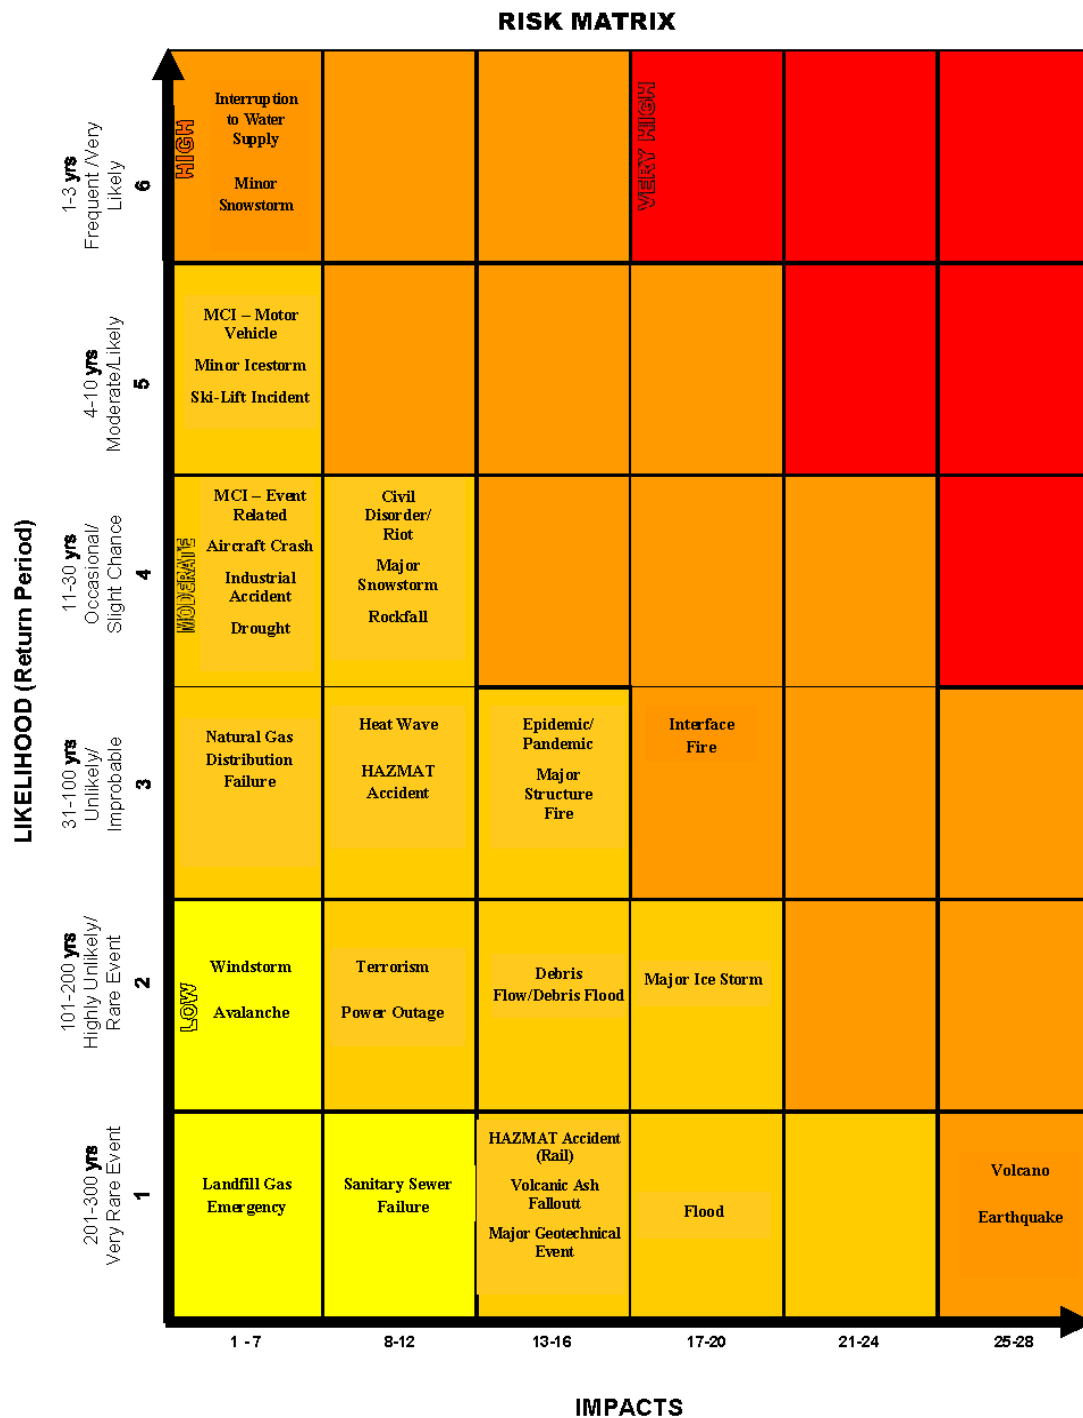 RISK MATRIX
LIKELIHOOD (Return Period)
1-3 yrs
Frequent /Very
Likely
6
HIGH
Interruption
to Water
Supply
Minor
Snowstorm
VERY HIGH
4-10 yrs
Moderate/Likely
5
MCI – Motor
Vehicle
Minor Icestorm
Ski-Lift Incident
11-30 yrs
Occasional/
Slight Chance
4
MODERATE
MCI – Event
Related
Aircraft Crash
Industrial
Accident
Drought
Civil
Disorder/
Riot
Major
Snowstorm
Rockfall
31-100 yrs
Unlikely/
Improbable
3
Natural Gas
Distribution
Failure
Heat Wave
HAZMAT
Accident
Epidemic/
Pandemic
Major
Structure
Fire
Interface
Fire
101-200 yrs
Highly Unlikely/
Rare Event
2
LOW
Windstorm
Avalanche
Terrorism
Power Outage
Debris
Flow/Debris Flood
Major Ice Storm
201-300 yrs
Very Rare Event
1
Landfill Gas
Emergency
Sanitary Sewer
Failure
HAZMAT Accident
(Rail)
Volcanic Ash
Falloutt
Major Geotechnical
Event
Flood
Volcano
Earthquake
1 - 7
8-12
13-16
17-20
21-24
25-28
IMPACTS